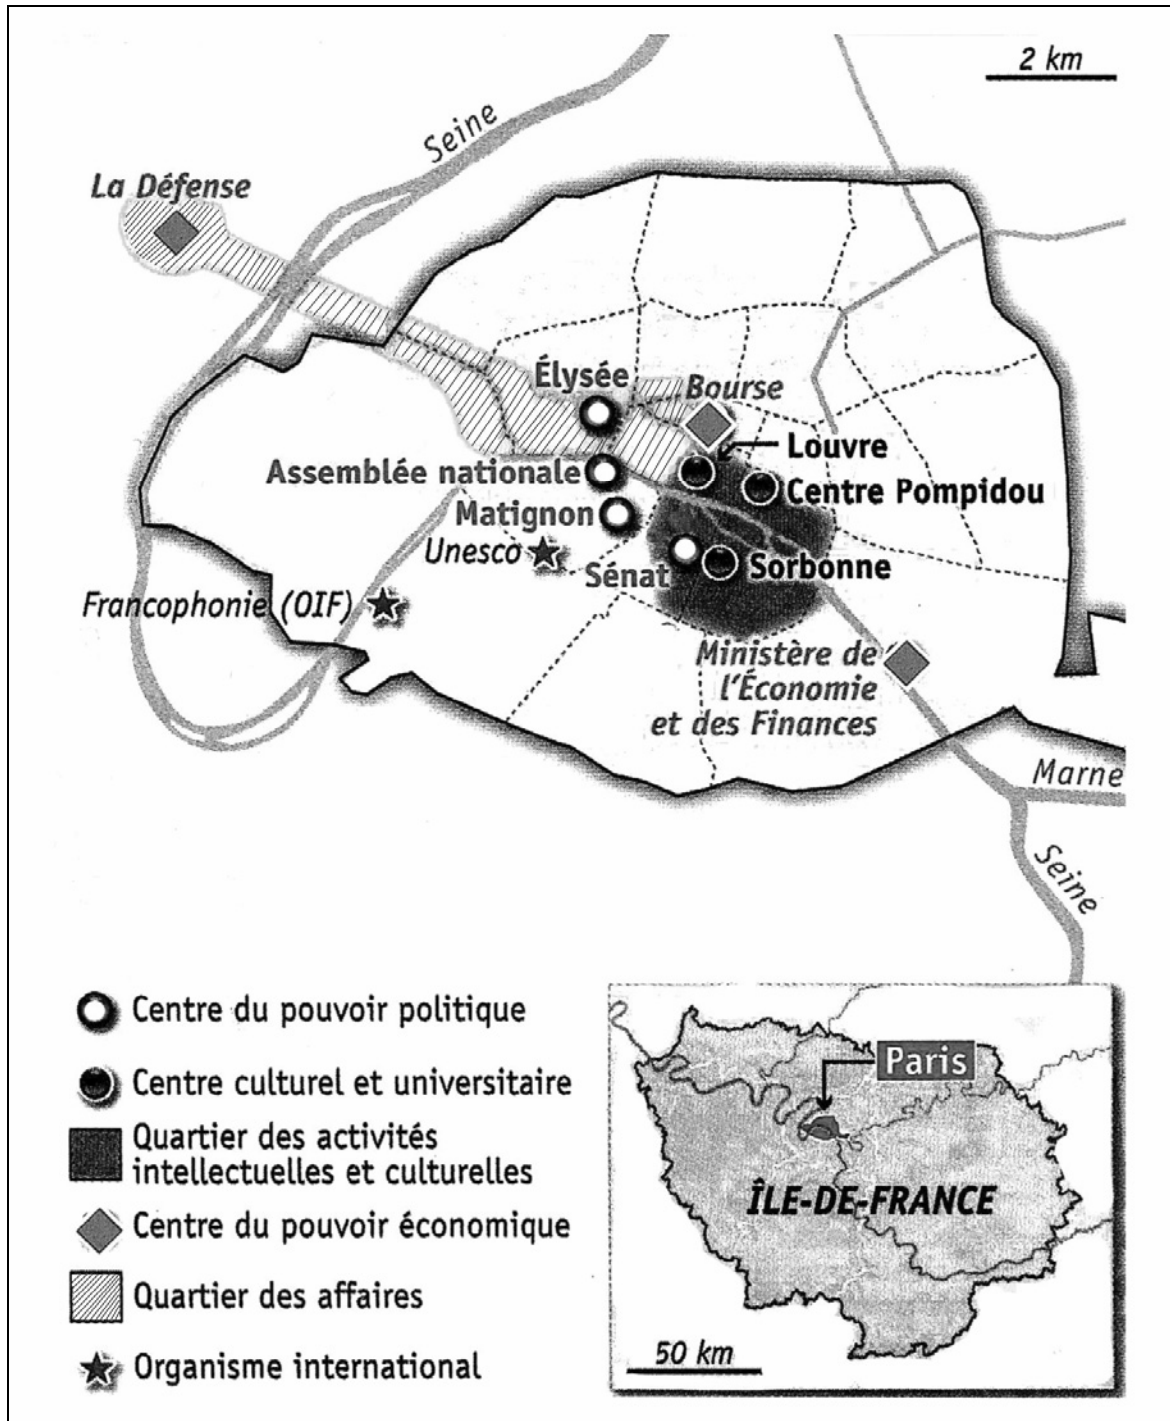 2 km
Seine
La Défense
Élysée
Bourse
Louvre
Assemblée nationale
Centre Pompidou
Matignon
Unesco
Sénat
Sorbonne
Francophonie (OIF)
Ministère de
l'Économie
et des Finances
Marne
Seine
Centre du pouvoir politique
Centre culturel et universitaire
Quartier des activités
intellectuelles et culturelles
Centre du pouvoir économique
Quartier des affaires
Organisme international
Paris
ÎLE-DE-FRANCE
50 km